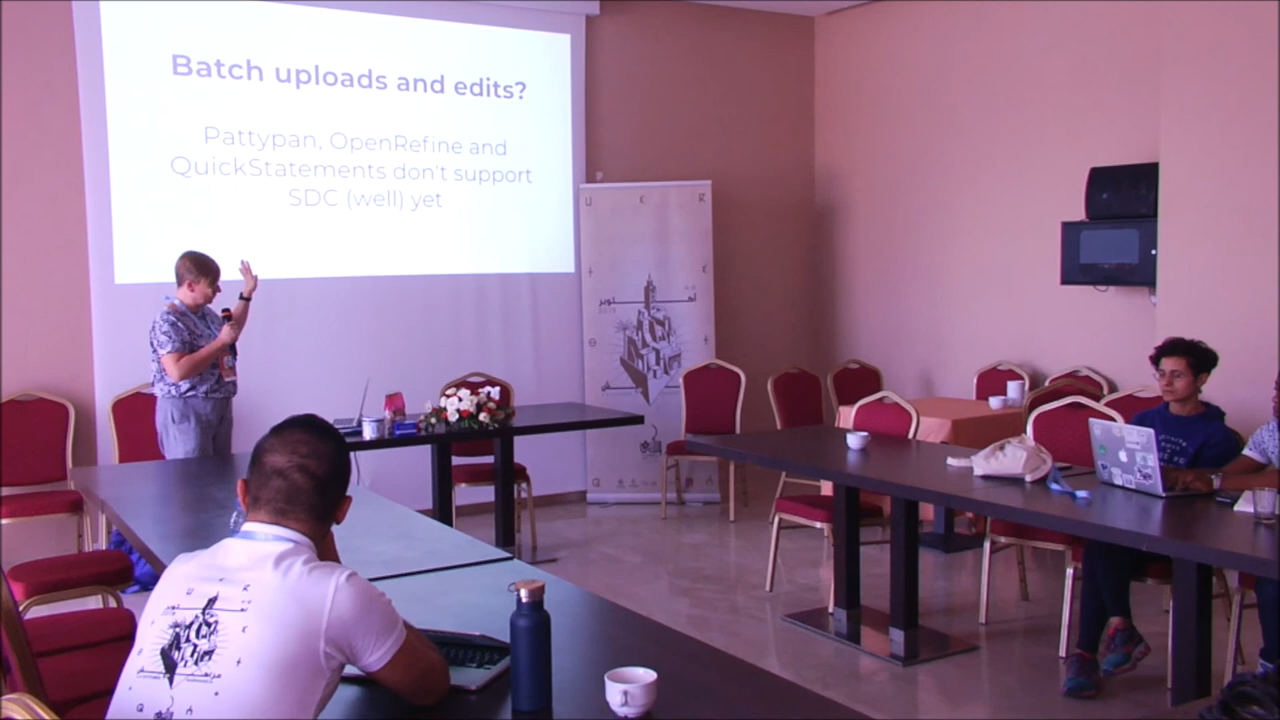 Batch uploads and edits?
Pattypan, OpenRefine and
QuickStatements don't support
SDC (well) yet